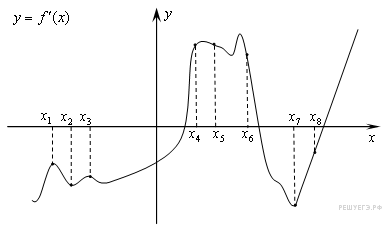 y = f′(x)
y
x₁ x₂ x₃
x₄ x₅ x₆ x₇ x₈
x
РЕШУЕГЭ.РФ